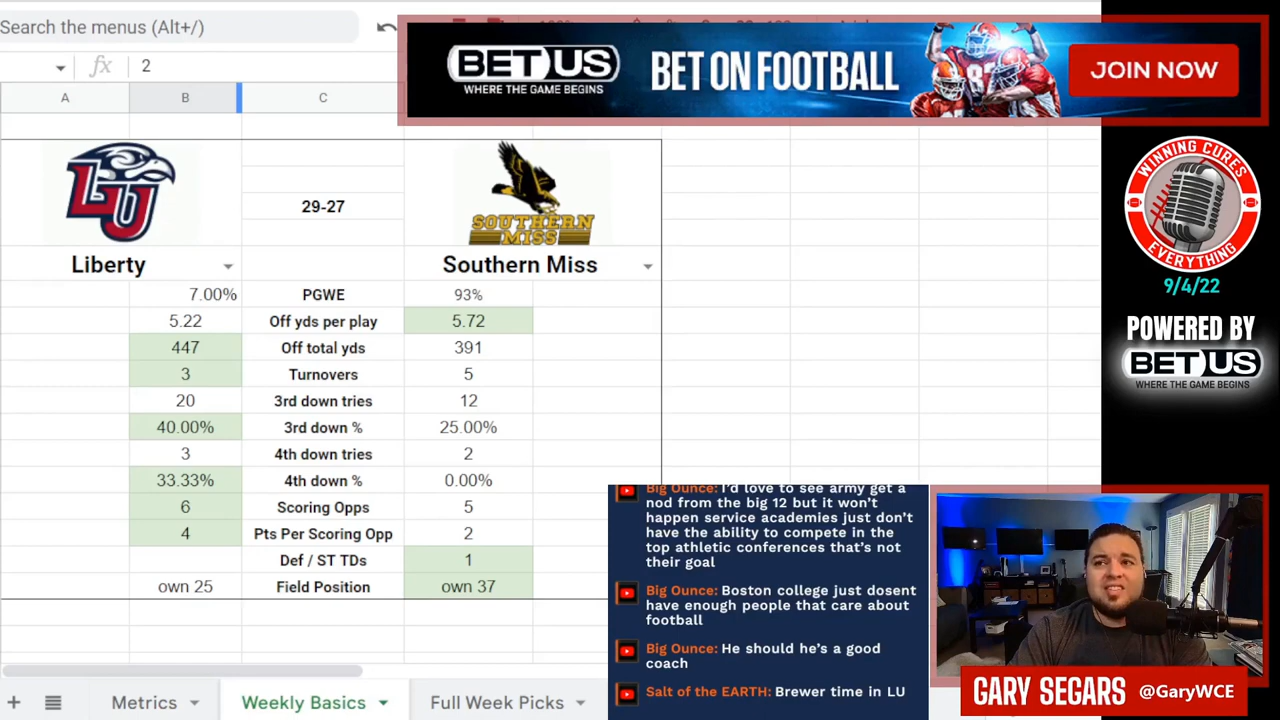 Search the menus (Alt+/)
BETUS
WHERE THE GAME BEGINS
BET ON FOOTBALL
JOIN NOW
fx 2
A B C
LU
29-27
SOUTHERN
MISS
Liberty Southern Miss
7.00% PGWE 93%
5.22 Off yds per play 5.72
447 Off total yds 391
3 Turnovers 5
20 3rd down tries 12
40.00% 3rd down % 25.00%
3 4th down tries 2
33.33% 4th down % 0.00%
6 Scoring Opps 5
4 Pts Per Scoring Opp 2
Def / ST TDs 1
own 25 Field Position own 37
+ Metrics Weekly Basics Full Week Picks
WINNING CURES
EVERYTHING
9/4/22
POWERED BY
BETUS
WHERE THE GAME BEGINS
Big Ounce: I'd love to see army get a
nod from the big 12 but it won't
happen service academies just don't
have the ability to compete in the
top athletic conferences that's not
their goal
Big Ounce: Boston college just dosent
have enough people that care about
football
Big Ounce: He should he's a good
coach
Salt of the EARTH: Brewer time in LU
GARY SEGARS @GaryWCE